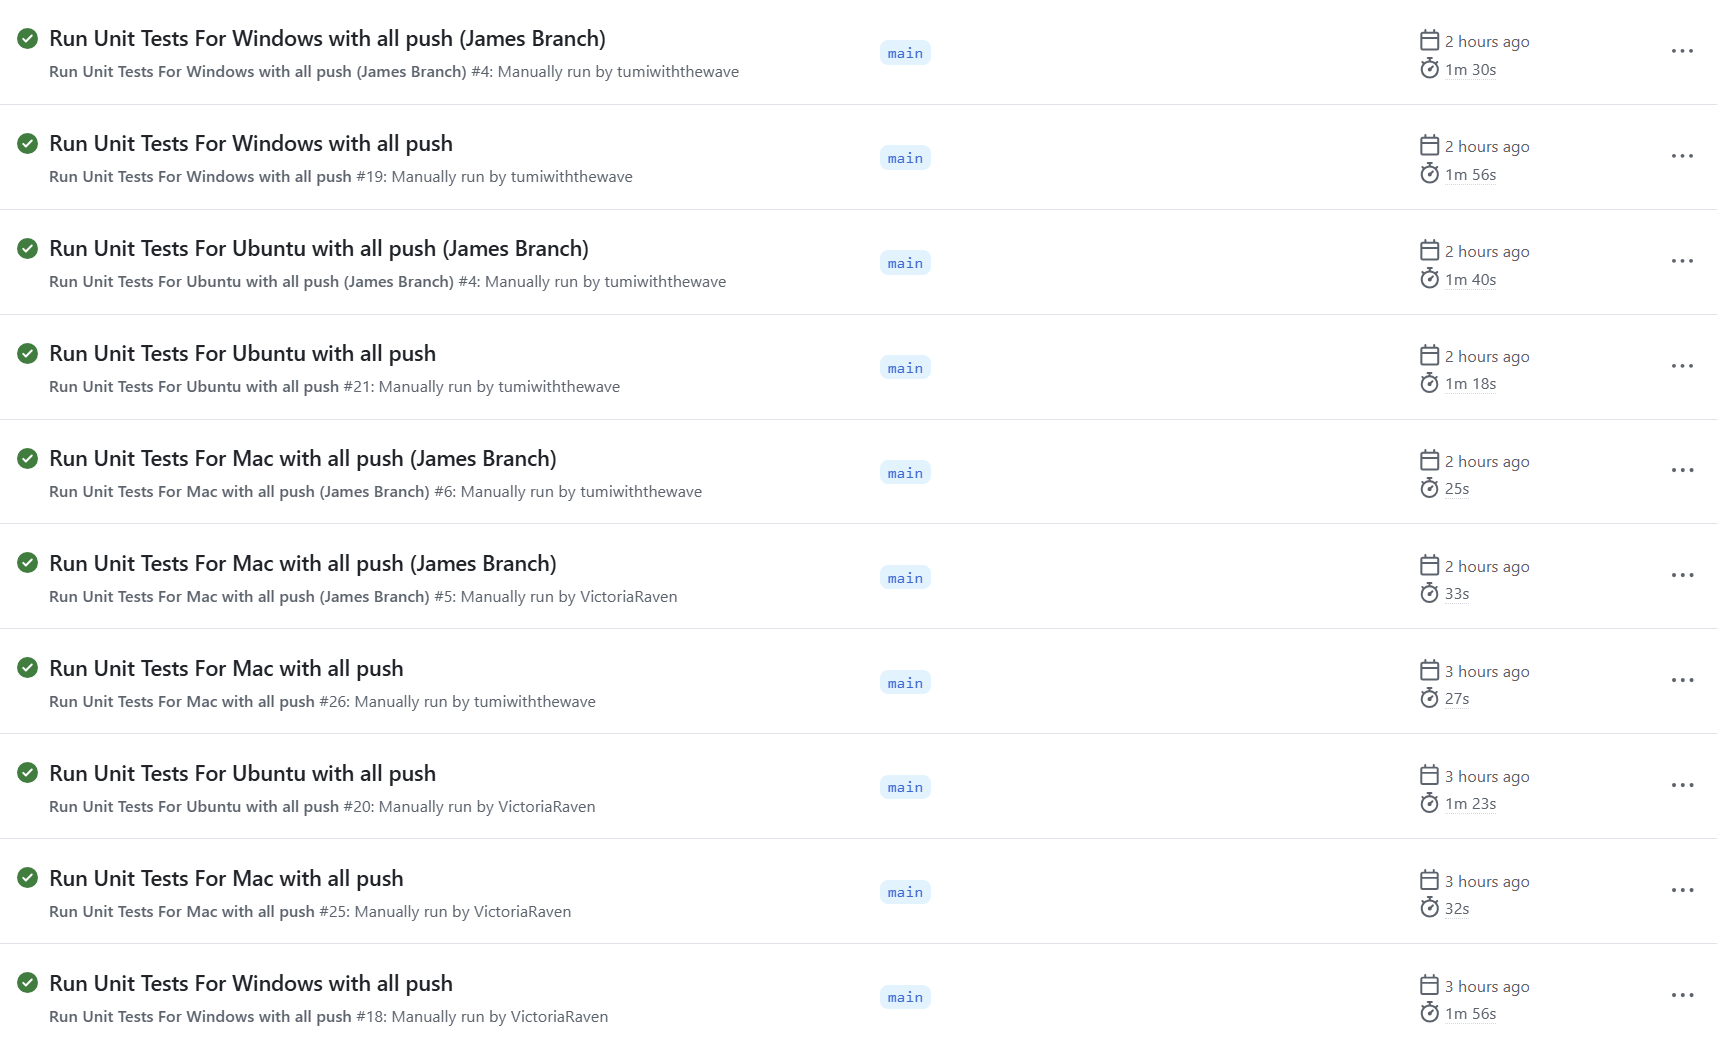 Run Unit Tests For Windows with all push (James Branch)
Run Unit Tests For Windows with all push (James Branch) #4: Manually run by tumiwiththewave
main
2 hours ago
1m 30s
Run Unit Tests For Windows with all push
Run Unit Tests For Windows with all push #19: Manually run by tumiwiththewave
main
2 hours ago
1m 56s
Run Unit Tests For Ubuntu with all push (James Branch)
Run Unit Tests For Ubuntu with all push (James Branch) #4: Manually run by tumiwiththewave
main
2 hours ago
1m 40s
Run Unit Tests For Ubuntu with all push
Run Unit Tests For Ubuntu with all push #21: Manually run by tumiwiththewave
main
2 hours ago
1m 18s
Run Unit Tests For Mac with all push (James Branch)
Run Unit Tests For Mac with all push (James Branch) #6: Manually run by tumiwiththewave
main
2 hours ago
25s
Run Unit Tests For Mac with all push (James Branch)
Run Unit Tests For Mac with all push (James Branch) #5: Manually run by VictoriaRaven
main
2 hours ago
33s
Run Unit Tests For Mac with all push
Run Unit Tests For Mac with all push #26: Manually run by tumiwiththewave
main
3 hours ago
27s
Run Unit Tests For Ubuntu with all push
Run Unit Tests For Ubuntu with all push #20: Manually run by VictoriaRaven
main
3 hours ago
1m 23s
Run Unit Tests For Mac with all push
Run Unit Tests For Mac with all push #25: Manually run by VictoriaRaven
main
3 hours ago
32s
Run Unit Tests For Windows with all push
Run Unit Tests For Windows with all push #18: Manually run by VictoriaRaven
main
3 hours ago
1m 56s